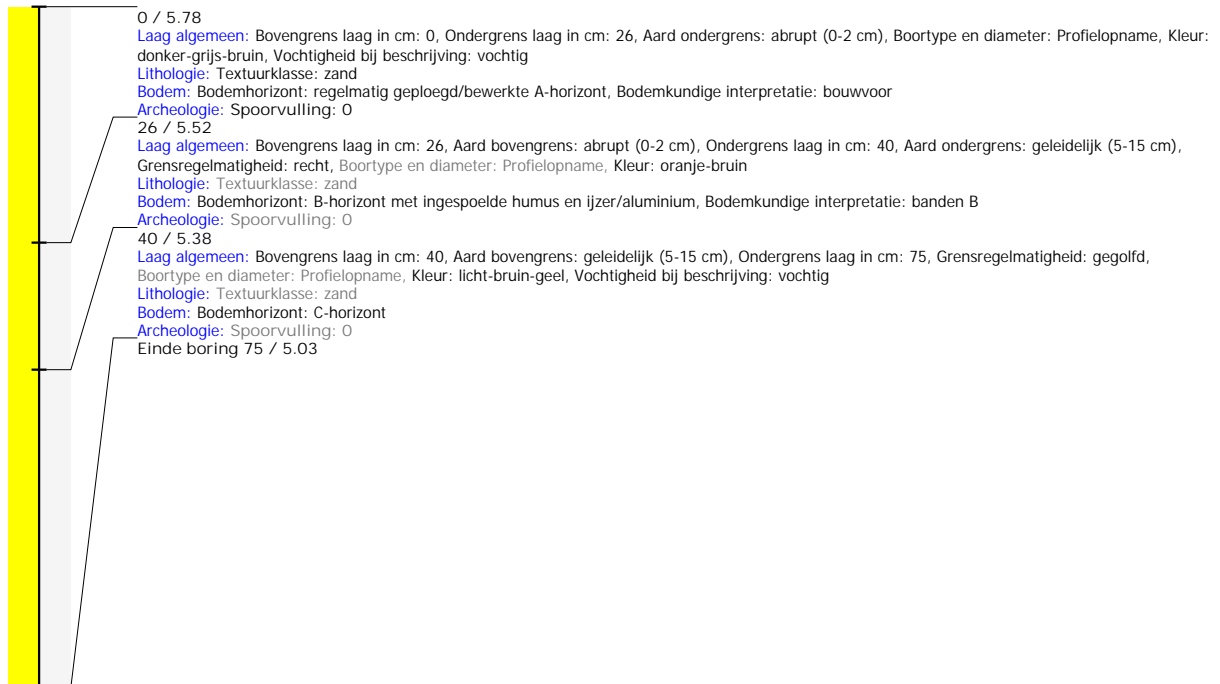 0 / 5.78
Laag algemeen: Bovengrens laag in cm: 0, Ondergrens laag in cm: 26, Aard ondergrens: abrupt (0-2 cm), Boortype en diameter: Profielopname, Kleur:
donker-grijs-bruin, Vochtigheid bij beschrijving: vochtig
Lithologie: Textuurklasse: zand
Bodem: Bodemhorizont: regelmatig geploegd/bewerkte A-horizont, Bodemkundige interpretatie: bouwvoor
Archeologie: Spoorvulling: 0
26 / 5.52
Laag algemeen: Bovengrens laag in cm: 26, Aard bovengrens: abrupt (0-2 cm), Ondergrens laag in cm: 40, Aard ondergrens: geleidelijk (5-15 cm),
Grensregelmatigheid: recht, Boortype en diameter: Profielopname, Kleur: oranje-bruin
Lithologie: Textuurklasse: zand
Bodem: Bodemhorizont: B-horizont met ingespoelde humus en ijzer/aluminium, Bodemkundige interpretatie: banden B
Archeologie: Spoorvulling: 0
40 / 5.38
Laag algemeen: Bovengrens laag in cm: 40, Aard bovengrens: geleidelijk (5-15 cm), Ondergrens laag in cm: 75, Grensregelmatigheid: gegolfd,
Boortype en diameter: Profielopname, Kleur: licht-bruin-geel, Vochtigheid bij beschrijving: vochtig
Lithologie: Textuurklasse: zand
Bodem: Bodemhorizont: C-horizont
Archeologie: Spoorvulling: 0
Einde boring 75 / 5.03